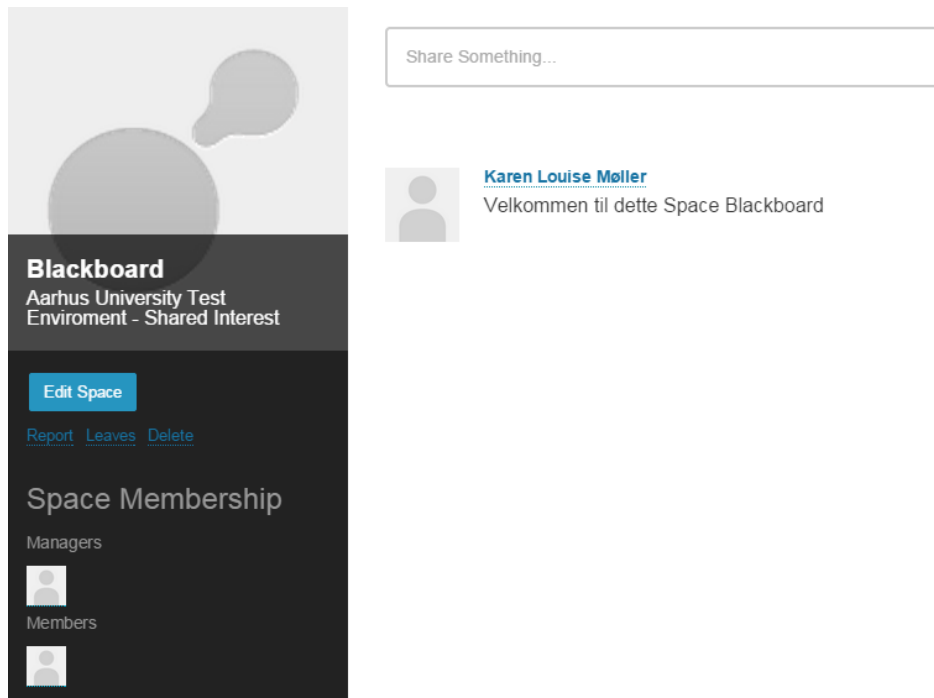 Blackboard
Aarhus University Test
Enviroment - Shared Interest
Edit Space
Report Leaves Delete
Space Membership
Managers
Members
Share Something...
Karen Louise Møller
Velkommen til dette Space Blackboard